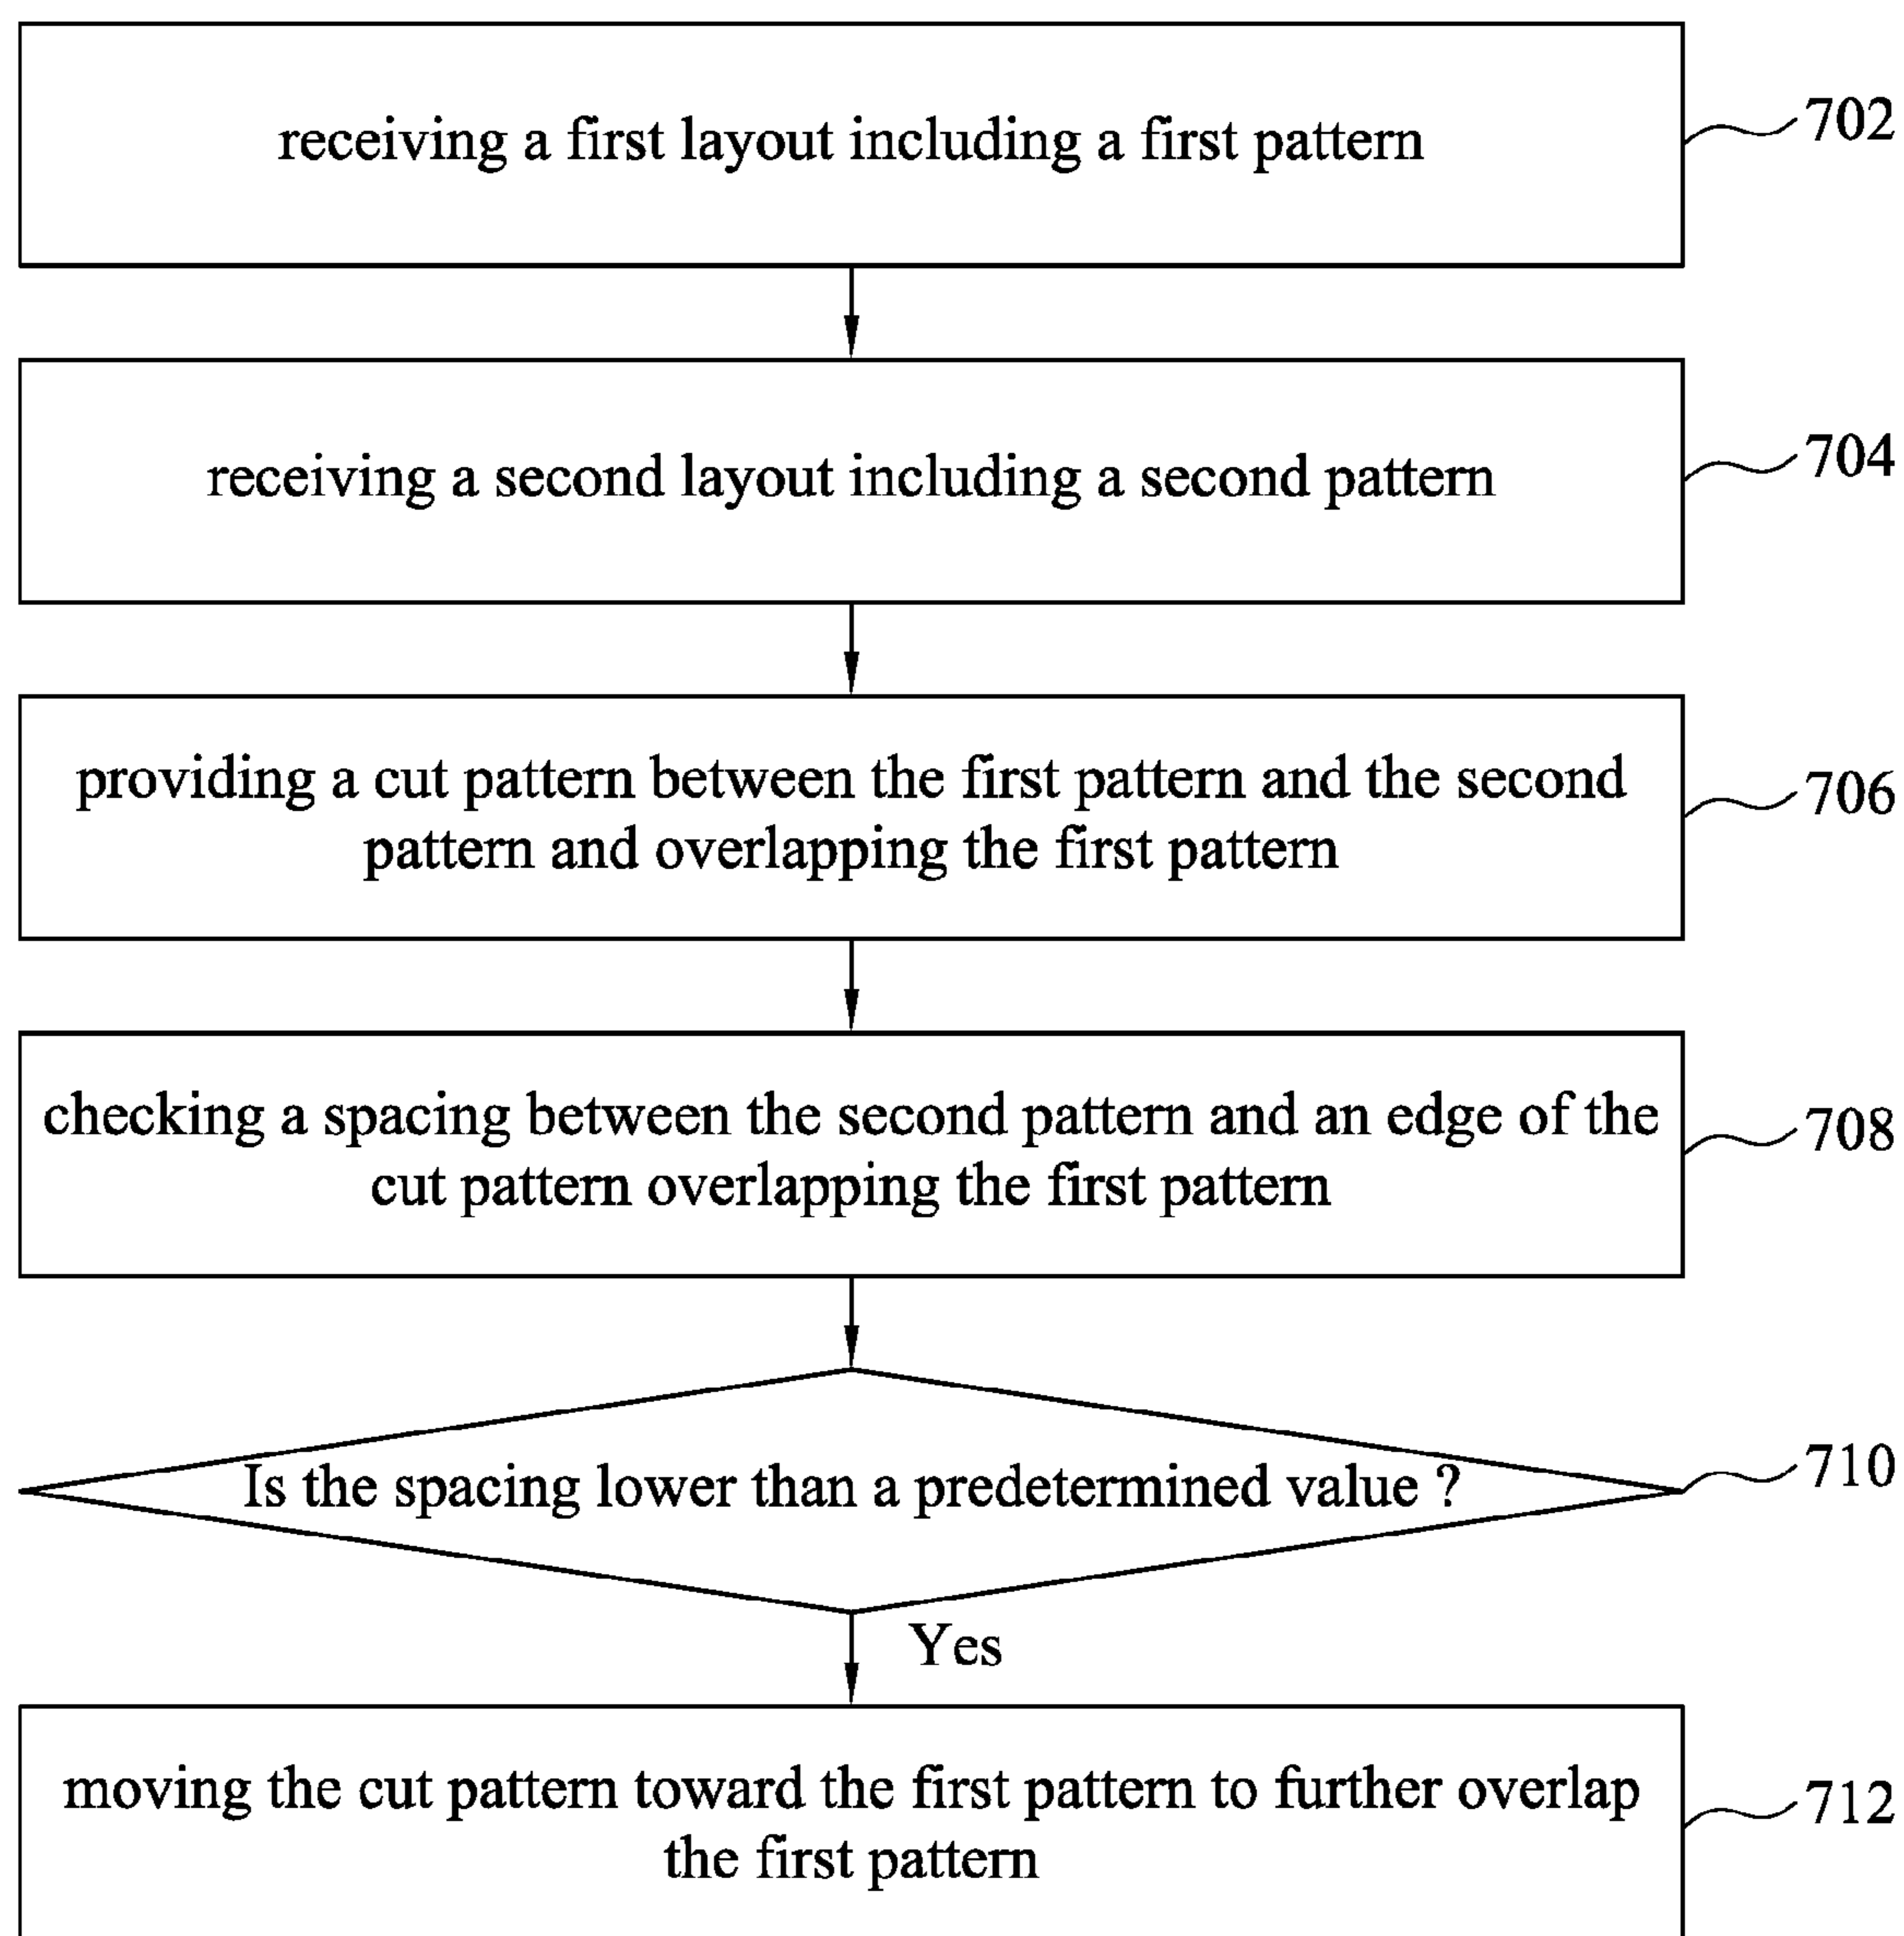 receiving a first layout including a first pattern
702
receiving a second layout including a second pattern
704
providing a cut pattern between the first pattern and the second
pattern and overlapping the first pattern
706
checking a spacing between the second pattern and an edge of the
cut pattern overlapping the first pattern
708
Is the spacing lower than a predetermined value ?
710
Yes
moving the cut pattern toward the first pattern to further overlap
the first pattern
712